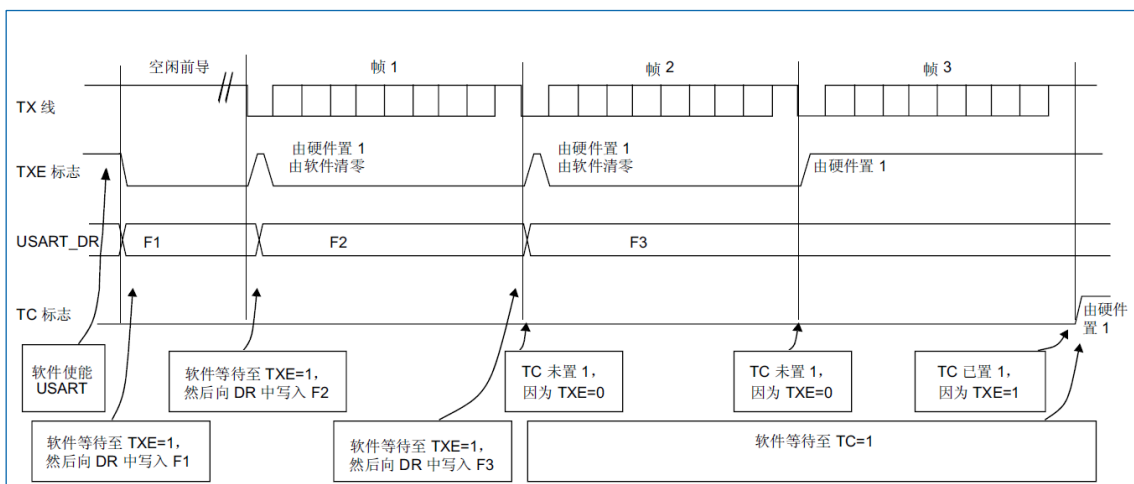 空闲前导
帧 1
帧 2
帧 3
TX 线
TXE 标志
由硬件置 1
由软件清零
由硬件置 1
由软件清零
由硬件置 1
USART_DR
F1
F2
F3
TC 标志
由硬件
置 1
软件使能
USART
软件等待至 TXE=1，
然后向 DR 中写入 F2
TC 未置 1，
因为 TXE=0
TC 未置 1，
因为 TXE=0
TC 已置 1，
因为 TXE=1
软件等待至 TXE=1，
然后向 DR 中写入 F1
软件等待至 TXE=1，
然后向 DR 中写入 F3
软件等待至 TC=1